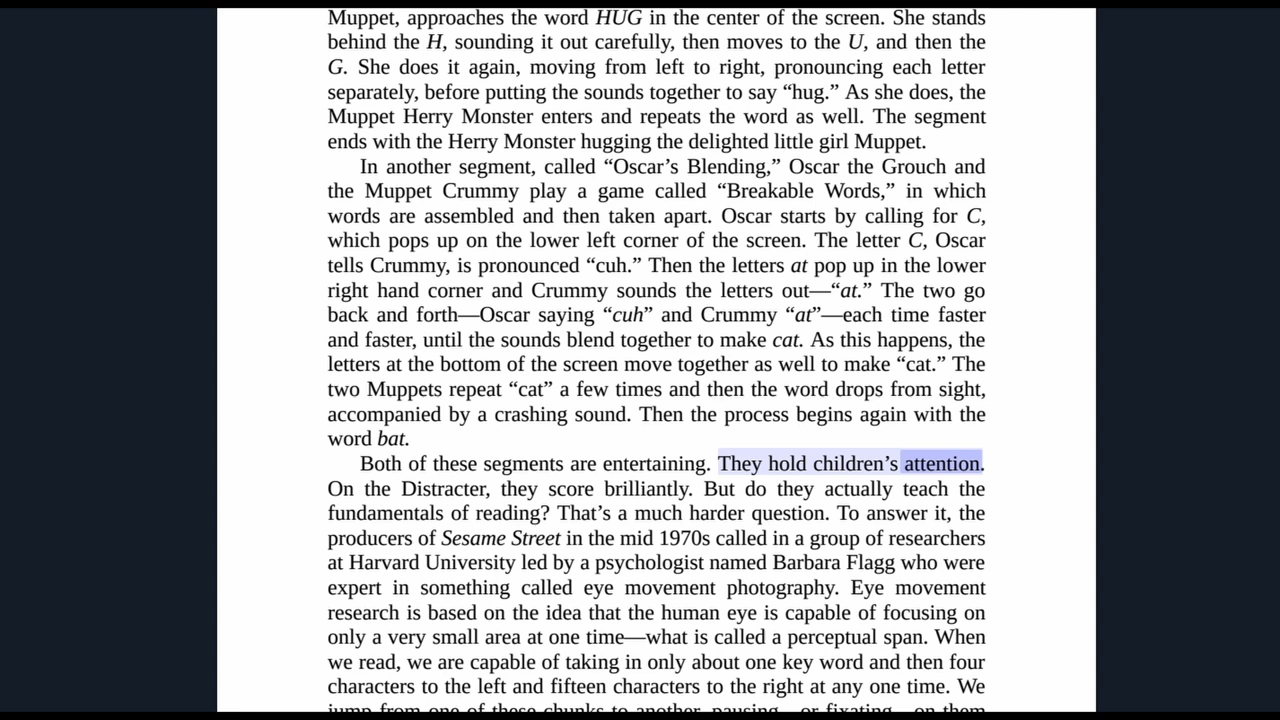 Muppet, approaches the word HUG in the center of the screen. She stands
behind the H, sounding it out carefully, then moves to the U, and then the
G. She does it again, moving from left to right, pronouncing each letter
separately, before putting the sounds together to say “hug.” As she does, the
Muppet Herry Monster enters and repeats the word as well. The segment
ends with the Herry Monster hugging the delighted little girl Muppet.
In another segment, called “Oscar’s Blending,” Oscar the Grouch and
the Muppet Crummy play a game called “Breakable Words,” in which
words are assembled and then taken apart. Oscar starts by calling for C,
which pops up on the lower left corner of the screen. The letter C, Oscar
tells Crummy, is pronounced “cuh.” Then the letters at pop up in the lower
right hand corner and Crummy sounds the letters out—“at.” The two go
back and forth—Oscar saying “cuh” and Crummy “at”—each time faster
and faster, until the sounds blend together to make cat. As this happens, the
letters at the bottom of the screen move together as well to make “cat.” The
two Muppets repeat “cat” a few times and then the word drops from sight,
accompanied by a crashing sound. Then the process begins again with the
word bat.
Both of these segments are entertaining. They hold children’s attention.
On the Distracter, they score brilliantly. But do they actually teach the
fundamentals of reading? That’s a much harder question. To answer it, the
producers of Sesame Street in the mid 1970s called in a group of researchers
at Harvard University led by a psychologist named Barbara Flagg who were
expert in something called eye movement photography. Eye movement
research is based on the idea that the human eye is capable of focusing on
only a very small area at one time—what is called a perceptual span. When
we read, we are capable of taking in only about one key word and then four
characters to the left and fifteen characters to the right at any one time. We
jump from one of these chunks to another, pausing—or fixating—on them